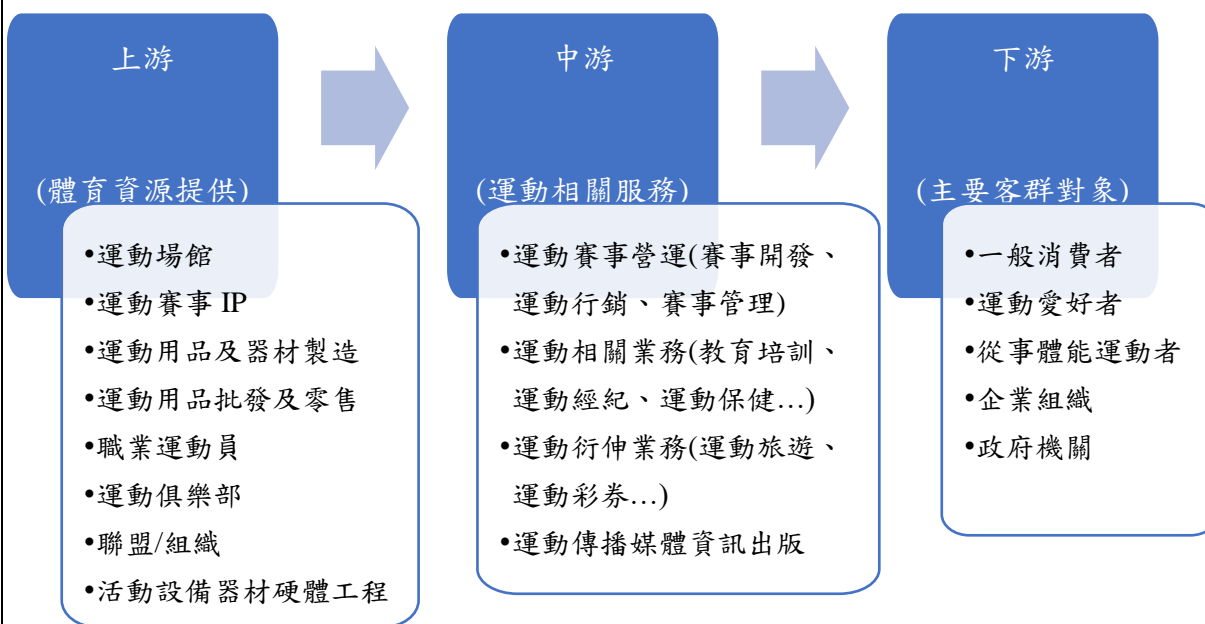 上游
(體育資源提供)
•運動場館
•運動賽事 IP
•運動用品及器材製造
•運動用品批發及零售
•職業運動員
•運動俱樂部
•聯盟/組織
•活動設備器材硬體工程
中游
(運動相關服務)
•運動賽事營運(賽事開發、
運動行銷、賽事管理)
•運動相關業務(教育培訓、
運動經紀、運動保健…)
•運動衍伸業務(運動旅遊、
運動彩券…)
•運動傳播媒體資訊出版
下游
(主要客群對象)
•一般消費者
•運動愛好者
•從事體能運動者
•企業組織
•政府機關